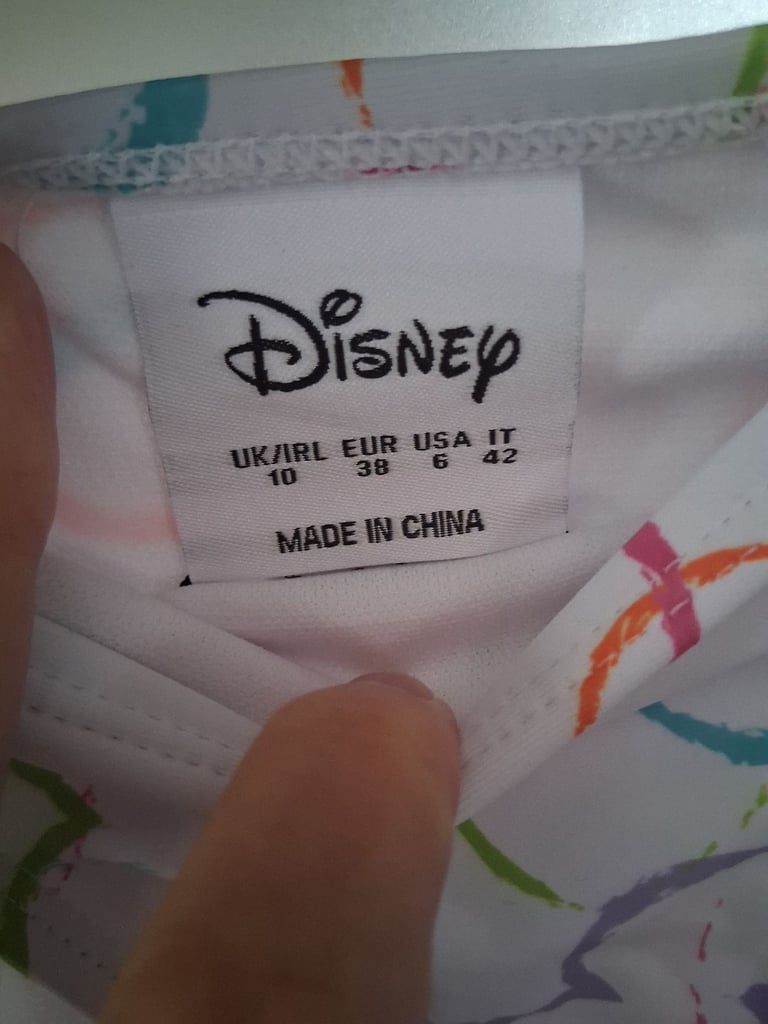 Disney
UK/IRL EUR USA IT
10 38 6 42
MADE IN CHINA